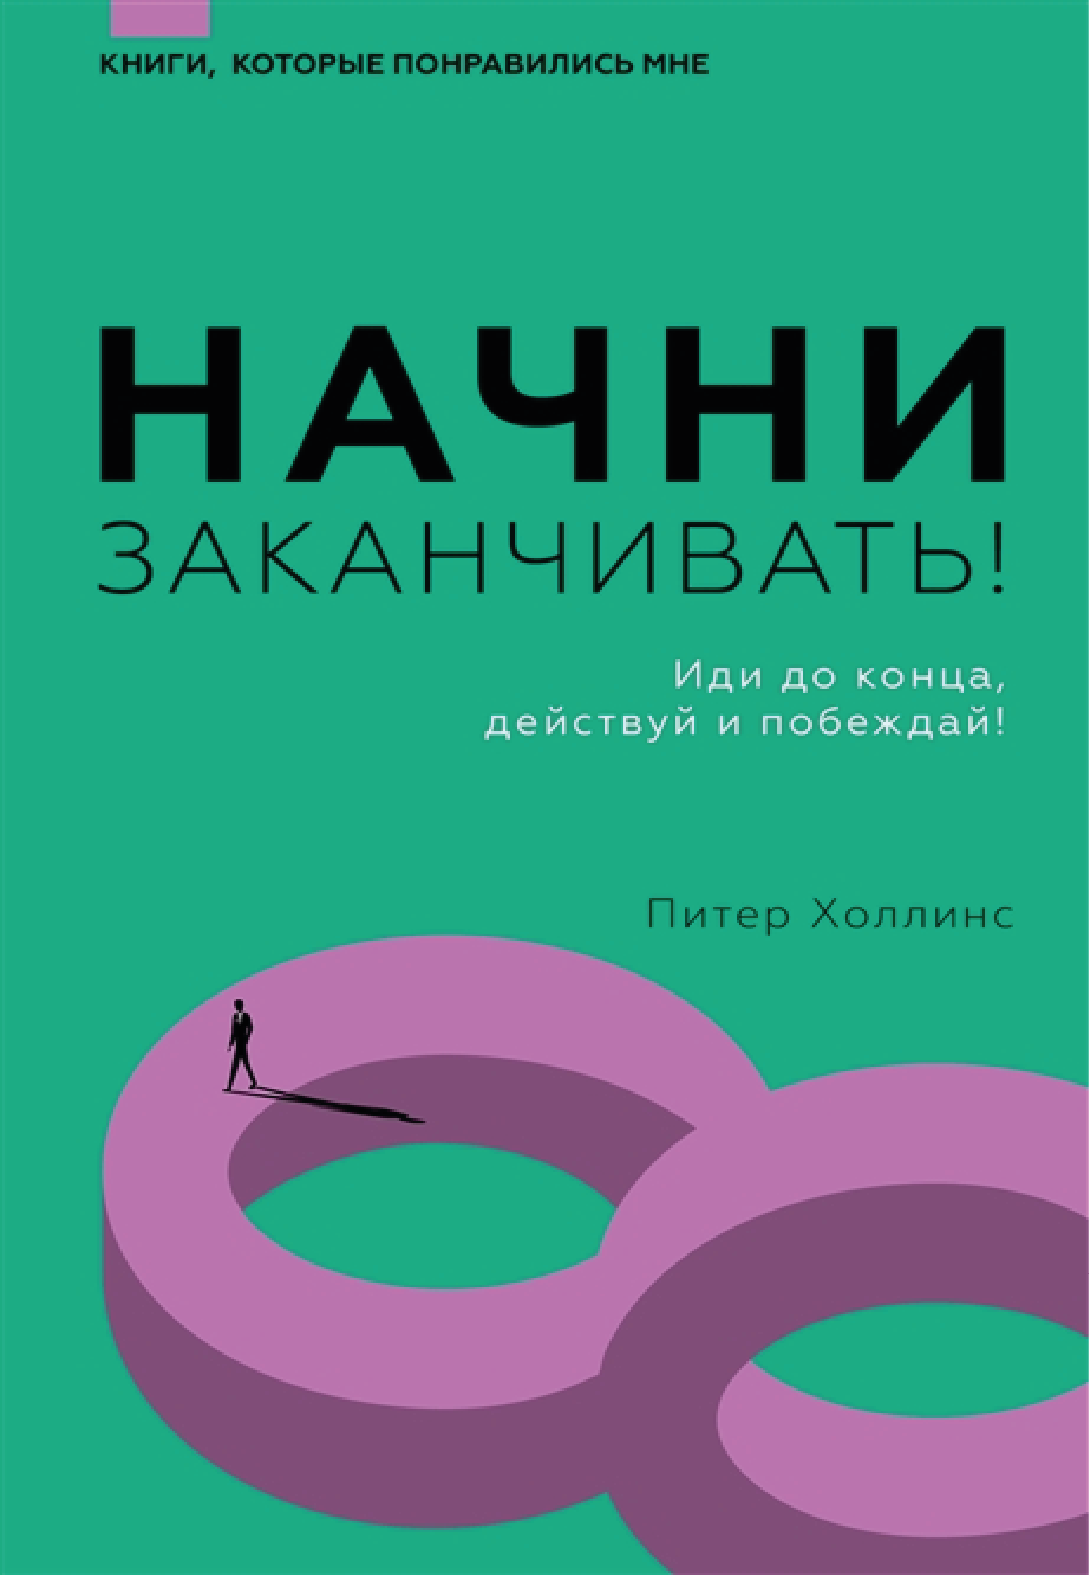 КНИГИ, КОТОРЫЕ ПОНРАВИЛИСЬ МНЕ
НАЧНИ
ЗАКАНЧИВАТЬ!
Иди до конца,
действуй и побеждай!
Питер Холлинс